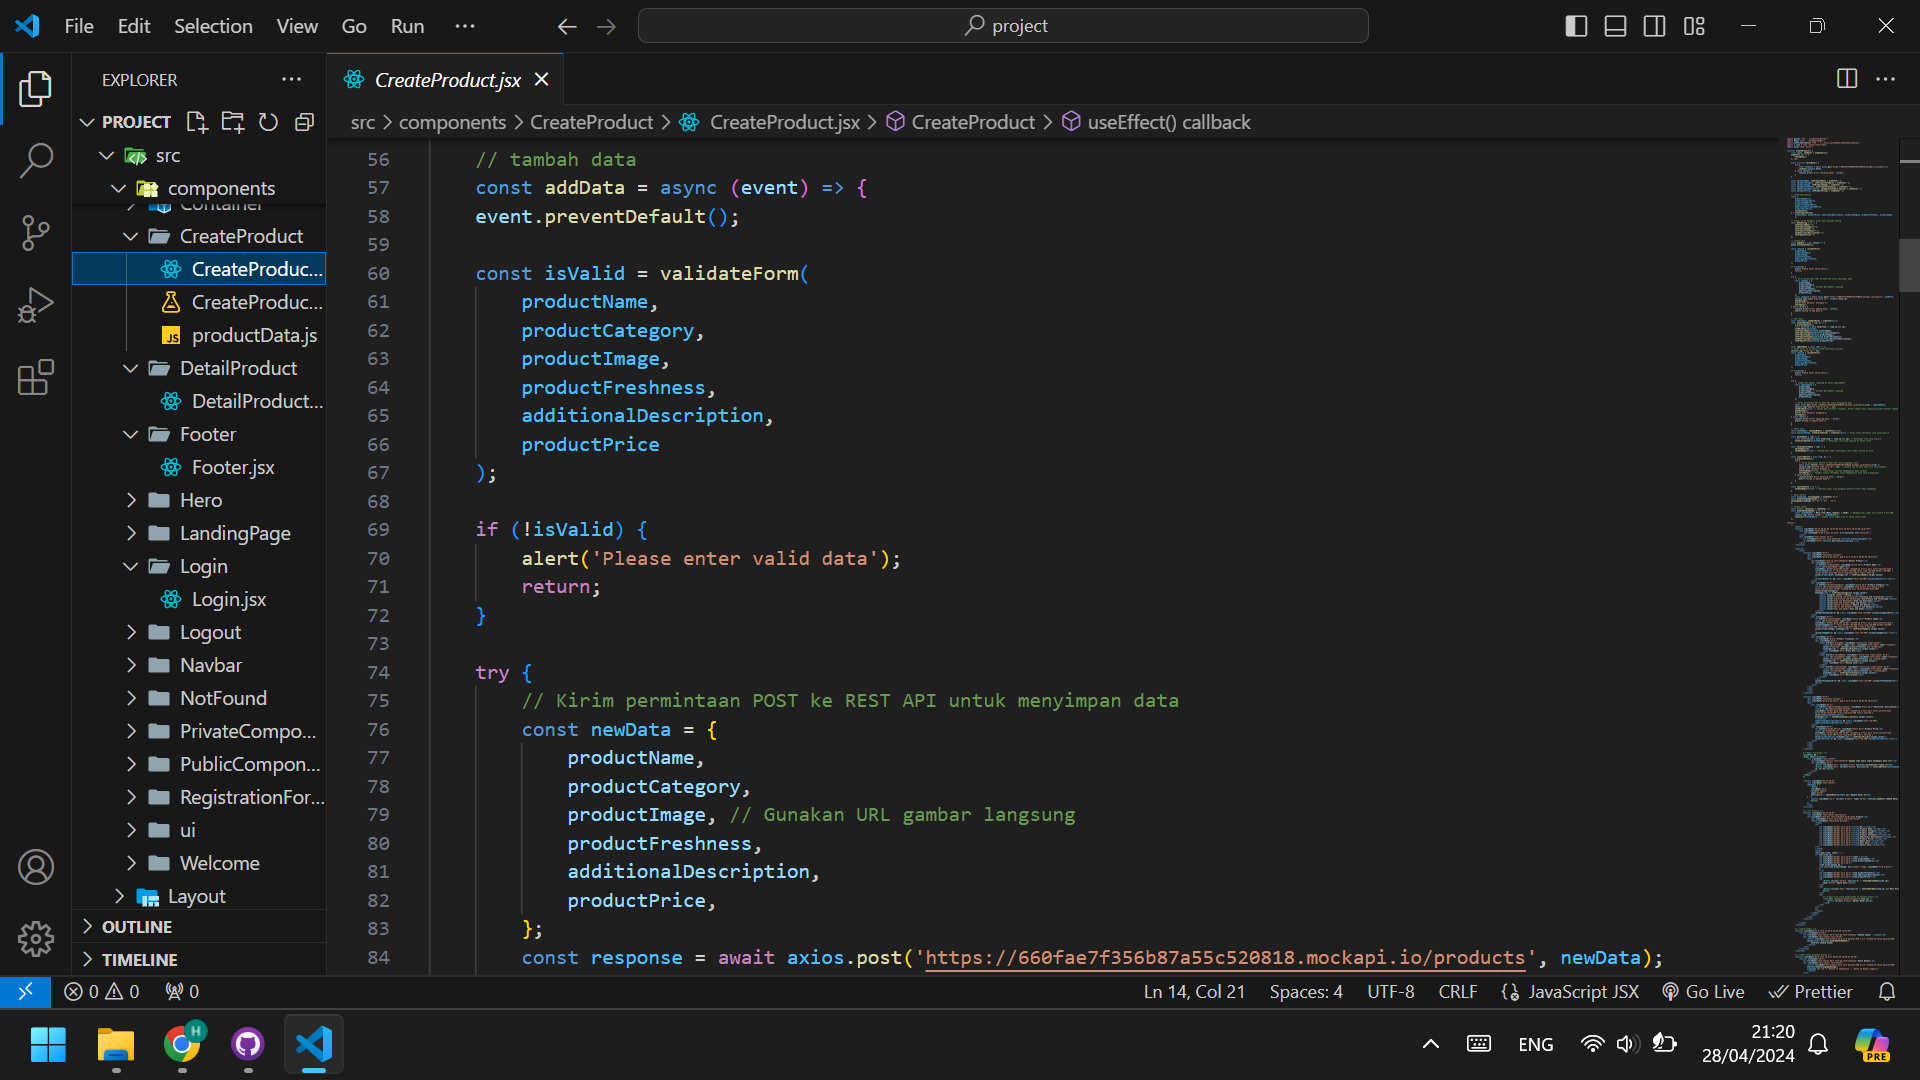 File Edit Selection View Go Run ...
project
EXPLORER
CreateProduct.jsx
PROJECT
src > components > CreateProduct > CreateProduct.jsx > CreateProduct > useEffect() callback
src
components
Container
CreateProduct
CreateProduc...
CreateProduc...
productData.js
DetailProduct
DetailProduct...
Footer
Footer.jsx
Hero
LandingPage
Login
Login.jsx
Logout
Navbar
NotFound
PrivateCompo...
PublicCompon...
RegistrationFor...
ui
Welcome
Layout
OUTLINE
TIMELINE
56 // tambah data
57 const addData = async (event) => {
58 event.preventDefault();
59
60 const isValid = validateForm(
61 productName,
62 productCategory,
63 productImage,
64 productFreshness,
65 additionalDescription,
66 productPrice
67 );
68
69 if (!isValid) {
70 alert('Please enter valid data');
71 return;
72 }
73
74 try {
75 // Kirim permintaan POST ke REST API untuk menyimpan data
76 const newData = {
77 productName,
78 productCategory,
79 productImage, // Gunakan URL gambar langsung
80 productFreshness,
81 additionalDescription,
82 productPrice,
83 };
84 const response = await axios.post('https://660fae7f356b87a55c520818.mockapi.io/products', newData);
0 0 0
Ln 14, Col 21 Spaces: 4 UTF-8 CRLF JavaScript JSX Go Live Prettier
H
ENG
21:20
28/04/2024
PRE